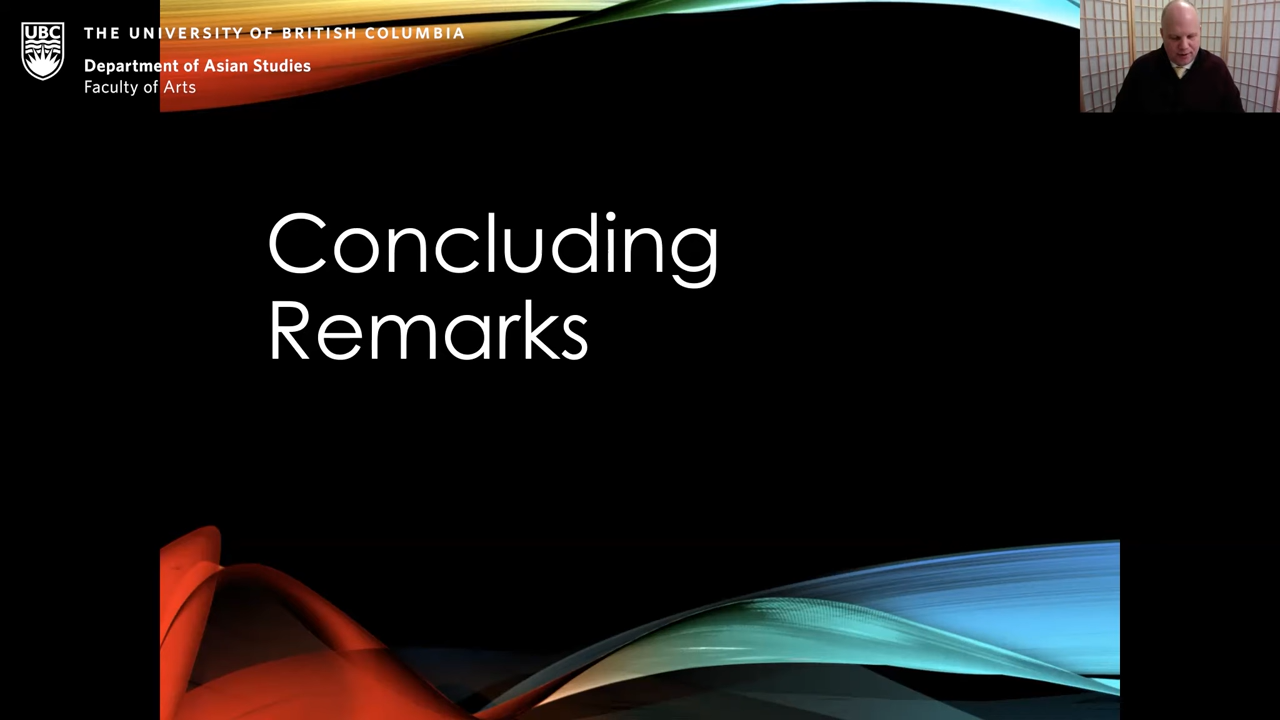 UBC
THE UNIVERSITY OF BRITISH COLUMBIA
Department of Asian Studies
Faculty of Arts
Concluding
Remarks